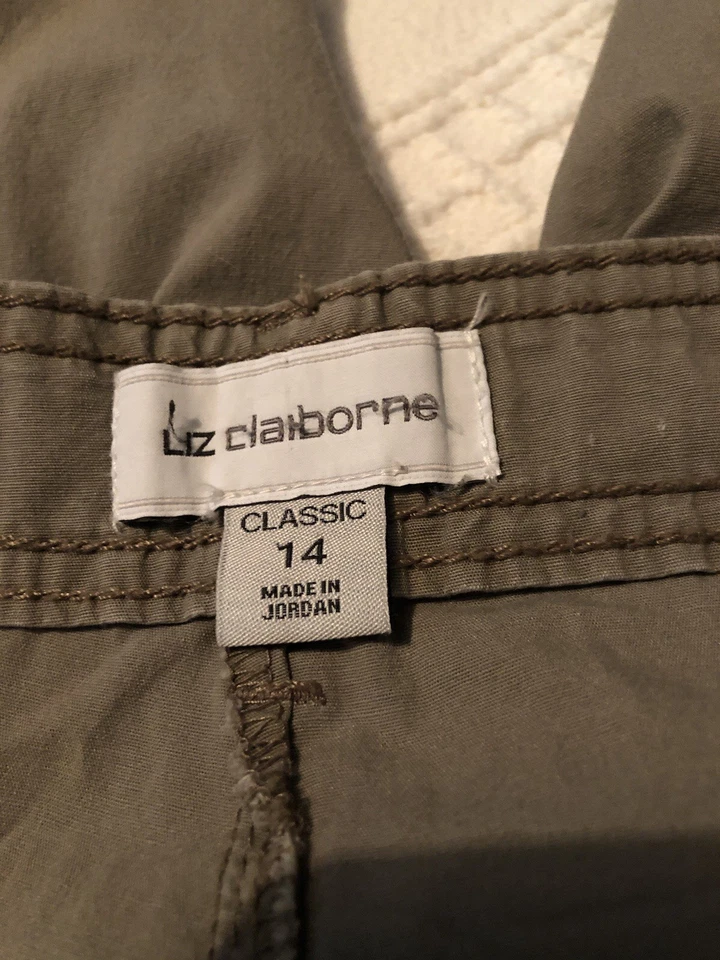 Liz claiborne
CLASSIC
14
MADE IN
JORDAN